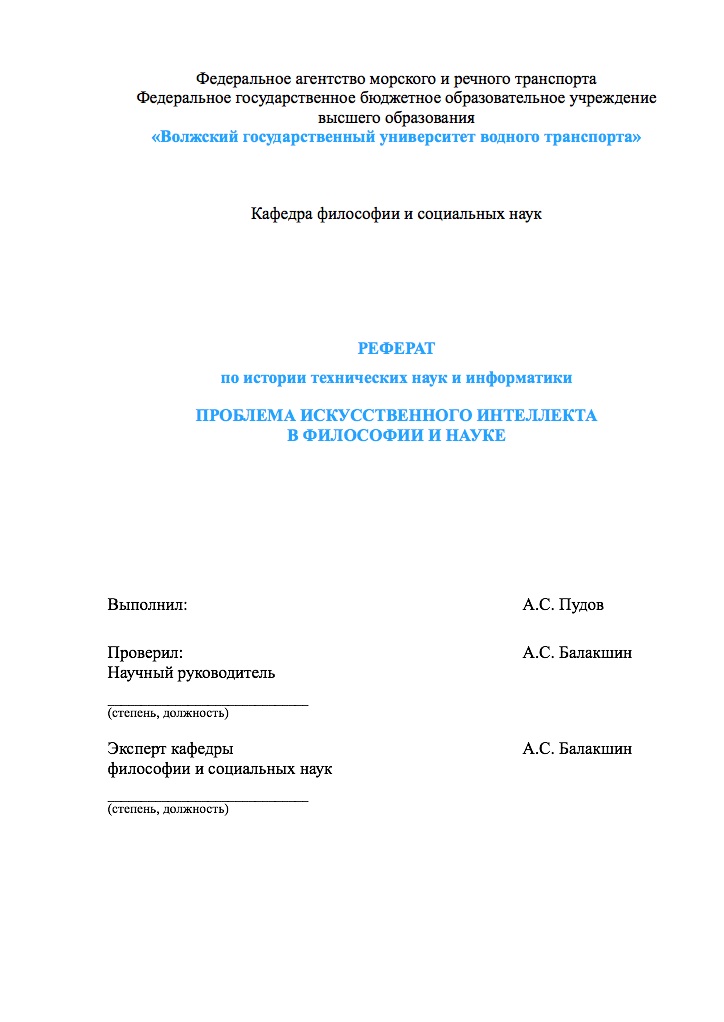 Федеральное агентство морского и речного транспорта
Федеральное государственное бюджетное образовательное учреждение
высшего образования
«Волжский государственный университет водного транспорта»
Кафедра философии и социальных наук
РЕФЕРАТ
по истории технических наук и информатики
ПРОБЛЕМА ИСКУССТВЕННОГО ИНТЕЛЛЕКТА
В ФИЛОСОФИИ И НАУКЕ
Выполнил: А.С. Пудов
Проверил: А.С. Балакшин
Научный руководитель
(степень, должность)
Эксперт кафедры А.С. Балакшин
философии и социальных наук
(степень, должность)